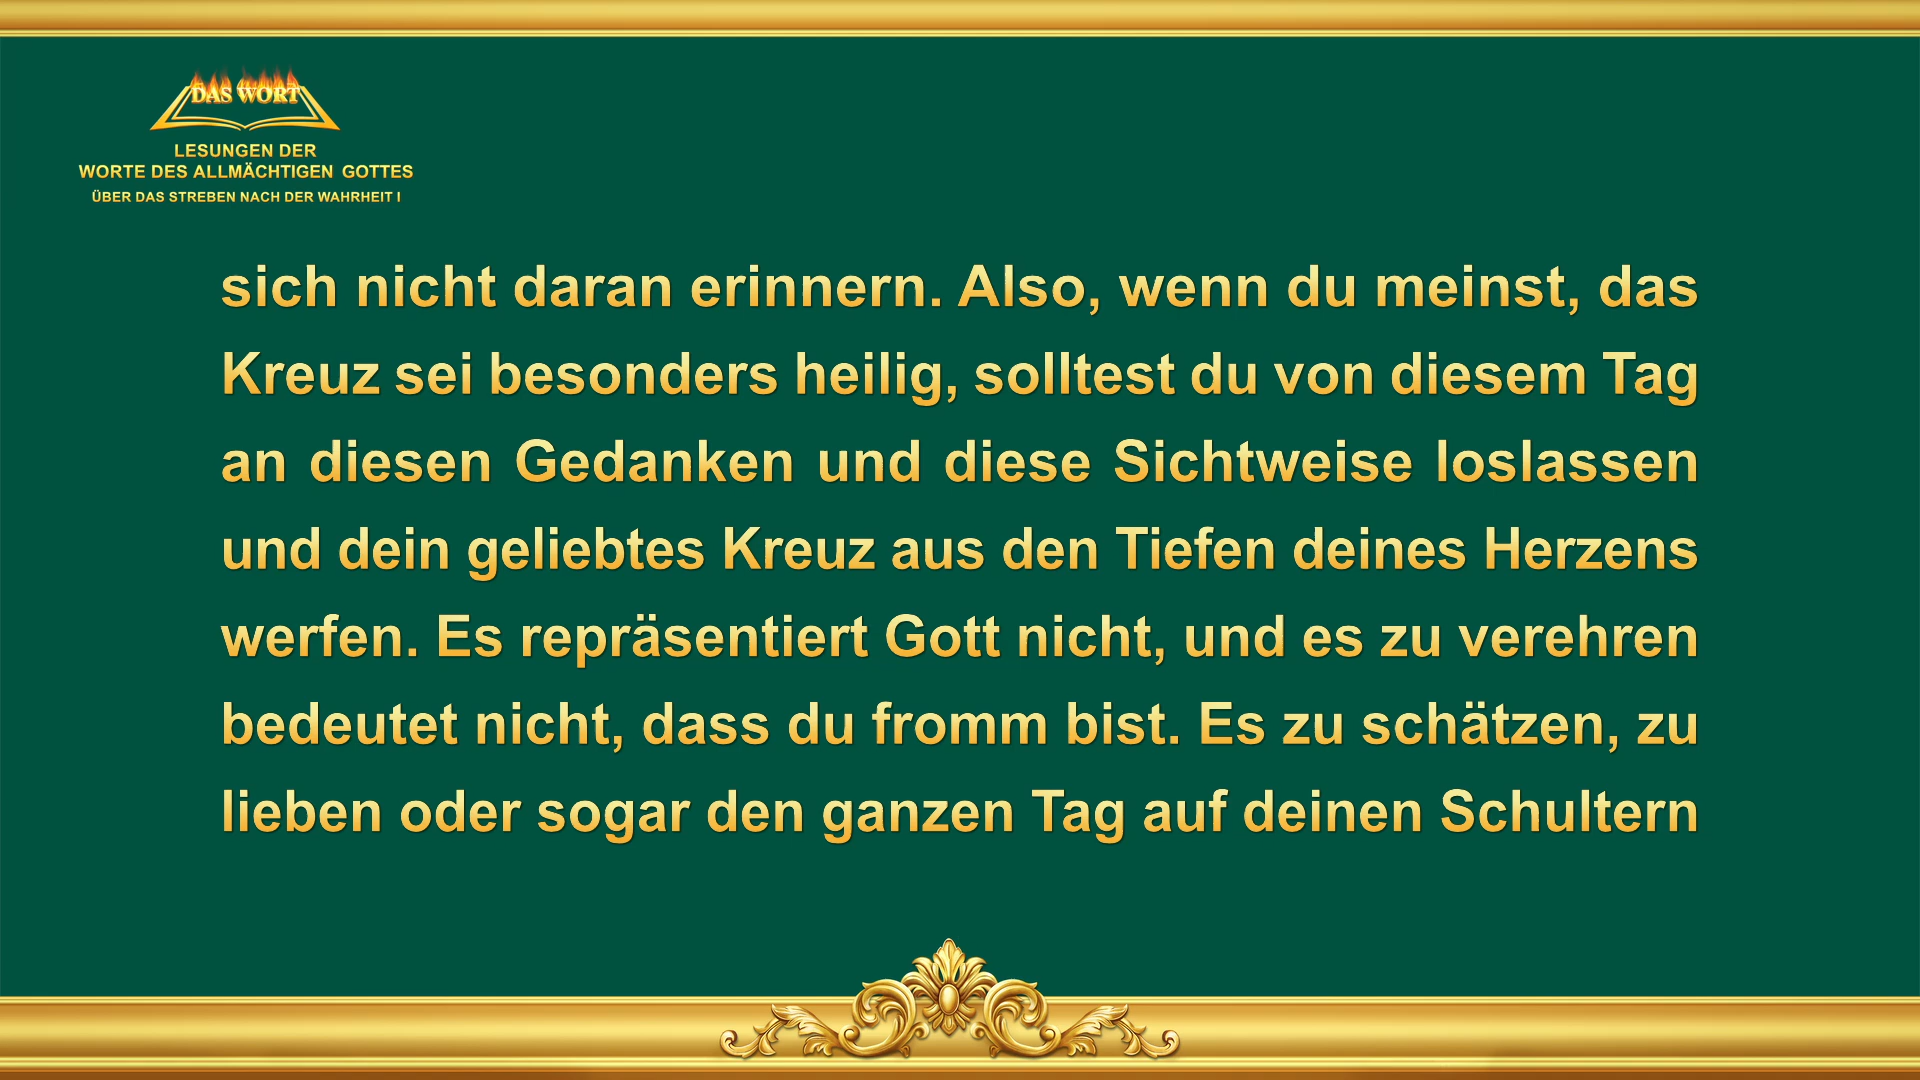 DAS WORT
LESUNGEN DER
WORTE DES ALLMÄCHTIGEN GOTTES
ÜBER DAS STREBEN NACH DER WAHRHEIT I
sich nicht daran erinnern. Also, wenn du meinst, das
Kreuz sei besonders heilig, solltest du von diesem Tag
an diesen Gedanken und diese Sichtweise loslassen
und dein geliebtes Kreuz aus den Tiefen deines Herzens
werfen. Es repräsentiert Gott nicht, und es zu verehren
bedeutet nicht, dass du fromm bist. Es zu schätzen, zu
lieben oder sogar den ganzen Tag auf deinen Schultern